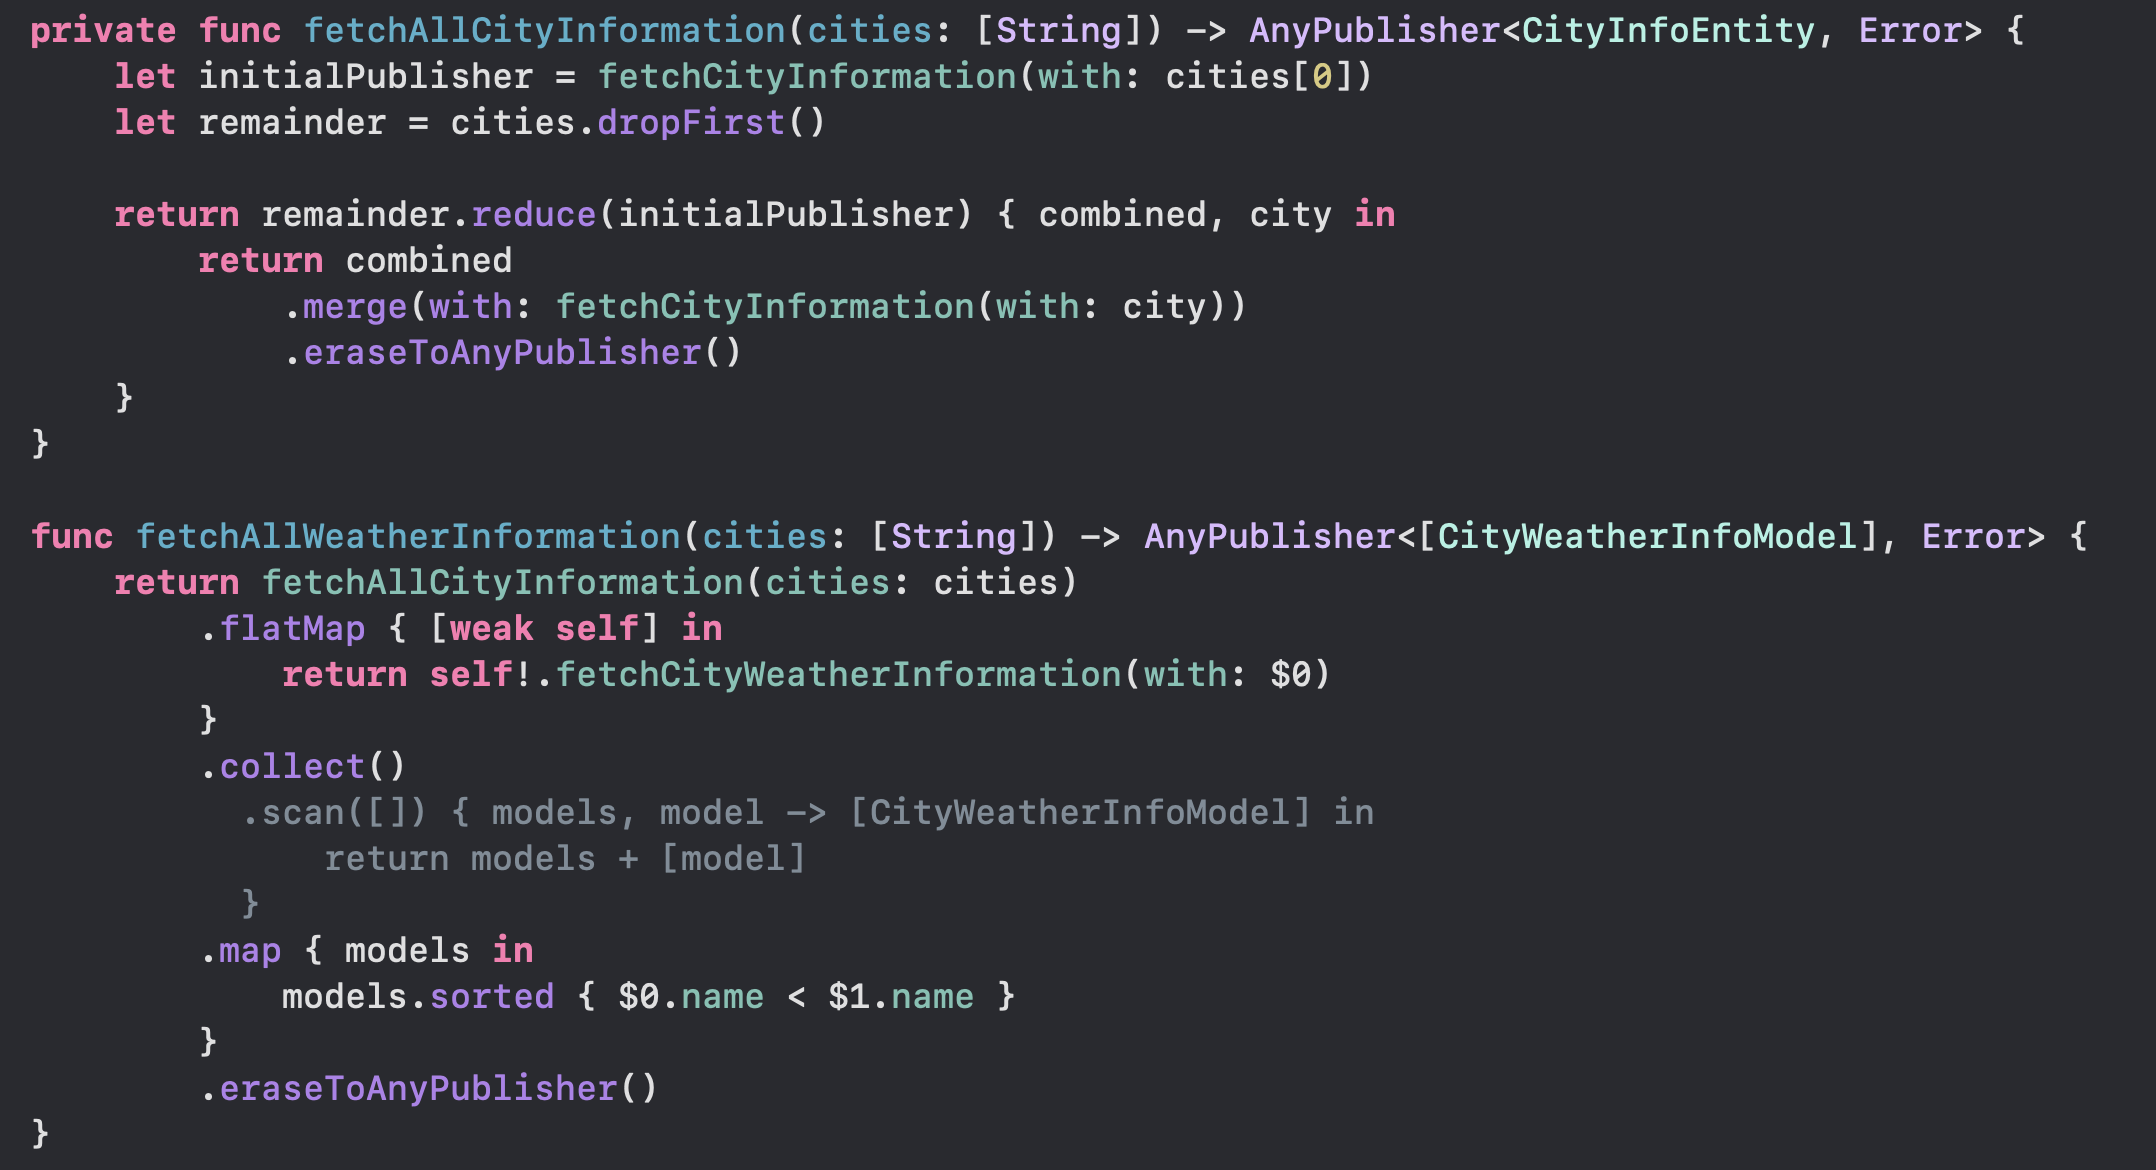 private func fetchAllCityInformation(cities: [String]) -> AnyPublisher<CityInfoEntity, Error> {
    let initialPublisher = fetchCityInformation(with: cities[0])
    let remainder = cities.dropFirst()

    return remainder.reduce(initialPublisher) { combined, city in
        return combined
            .merge(with: fetchCityInformation(with: city))
            .eraseToAnyPublisher()
    }
}

func fetchAllWeatherInformation(cities: [String]) -> AnyPublisher<[CityWeatherInfoModel], Error> {
    return fetchAllCityInformation(cities: cities)
        .flatMap { [weak self] in
            return self!.fetchCityWeatherInformation(with: $0)
        }
        .collect()
          .scan([]) { models, model -> [CityWeatherInfoModel] in
              return models + [model]
          }
        .map { models in
            models.sorted { $0.name < $1.name }
        }
        .eraseToAnyPublisher()
}